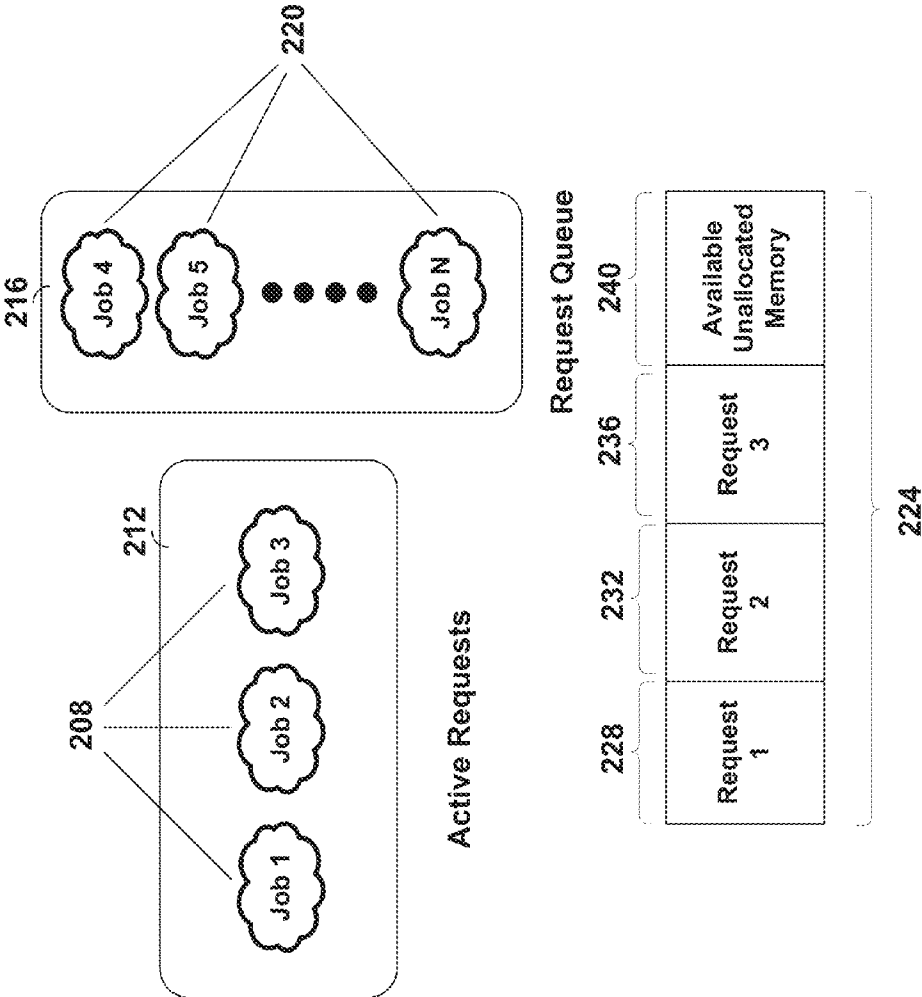 208
212
Job 1
Job 2
Job 3
Active Requests
216
Job 4
Job 5
Job N
220
Request Queue
228
232
236
240
Request
1
Request
2
Request
3
Available
Unallocated
Memory
224